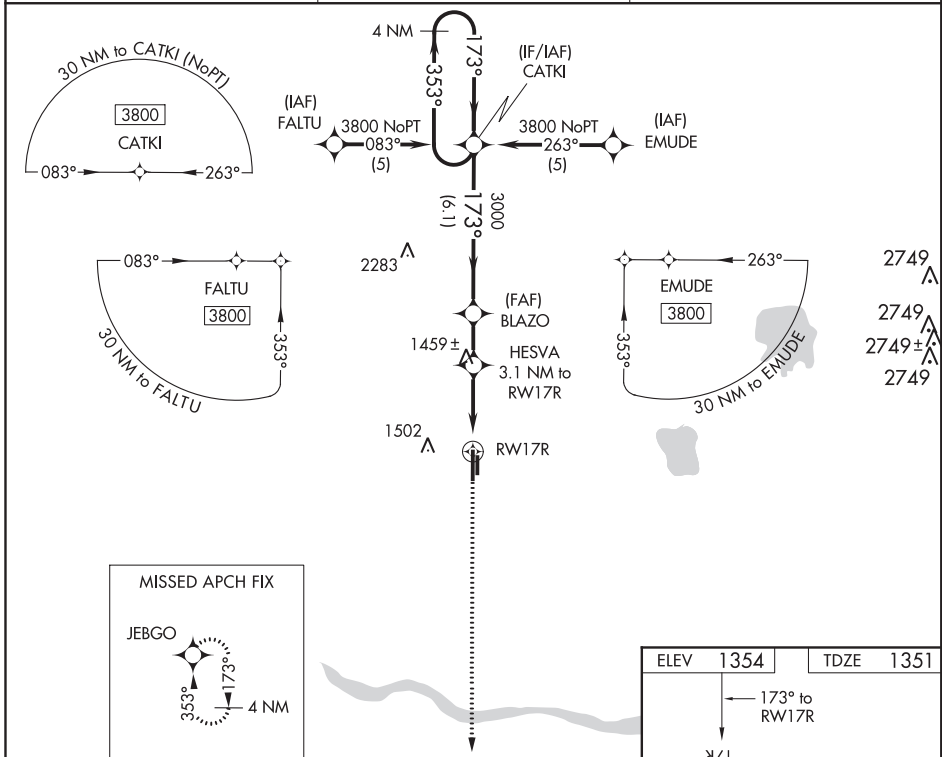 30 NM to CATKI (NoPT)
3800
CATKI
083°
263°
4 NM
353°
173°
(IF/IAF)
CATKI
(IAF)
FALTU
3800 NoPT
083°
(5)
3800 NoPT
263°
(5)
(IAF)
EMUDE
3000
173°
(6.1)
083°
FALTU
3800
353°
30 NM to FALTU
2283
(FAF)
BLAZO
1459 ±
HESVA
3.1 NM to
RW17R
1502
RW17R
263°
EMUDE
3800
353°
30 NM to EMUDE
2749
2749
2749 ±
2749
MISSED APCH FIX
JEBGO
353°
173°
4 NM
ELEV 1354
TDZE 1351
173° to
RW17R